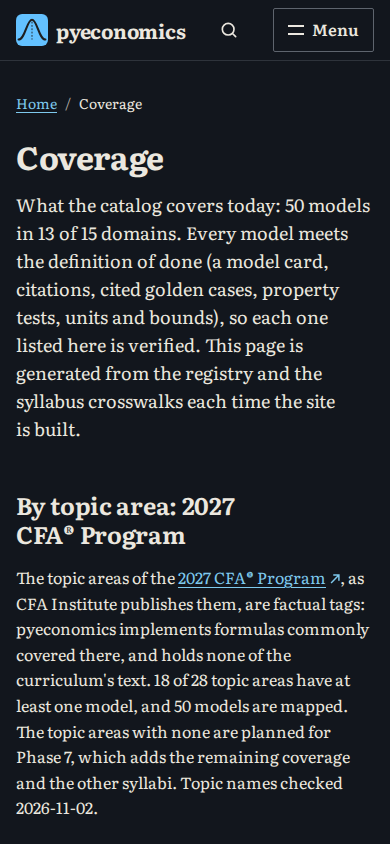 pyeconomics
Menu
Home / Coverage
Coverage
What the catalog covers today: 50 models
in 13 of 15 domains. Every model meets
the definition of done (a model card,
citations, cited golden cases, property
tests, units and bounds), so each one
listed here is verified. This page is
generated from the registry and the
syllabus crosswalks each time the site
is built.
By topic area: 2027
CFA® Program
The topic areas of the 2027 CFA® Program ↗, as
CFA Institute publishes them, are factual tags:
pyeconomics implements formulas commonly
covered there, and holds none of the
curriculum's text. 18 of 28 topic areas have at
least one model, and 50 models are mapped.
The topic areas with none are planned for
Phase 7, which adds the remaining coverage
and the other syllabi. Topic names checked
2026-11-02.